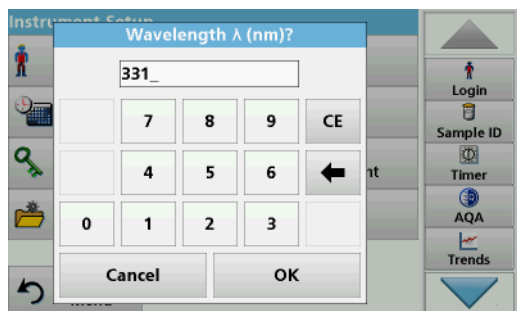 Instrument Setup
Wavelength λ (nm)?
331_
7 8 9 CE
4 5 6
0 1 2 3
Cancel OK
Login
Sample ID
Timer
AQA
Trends